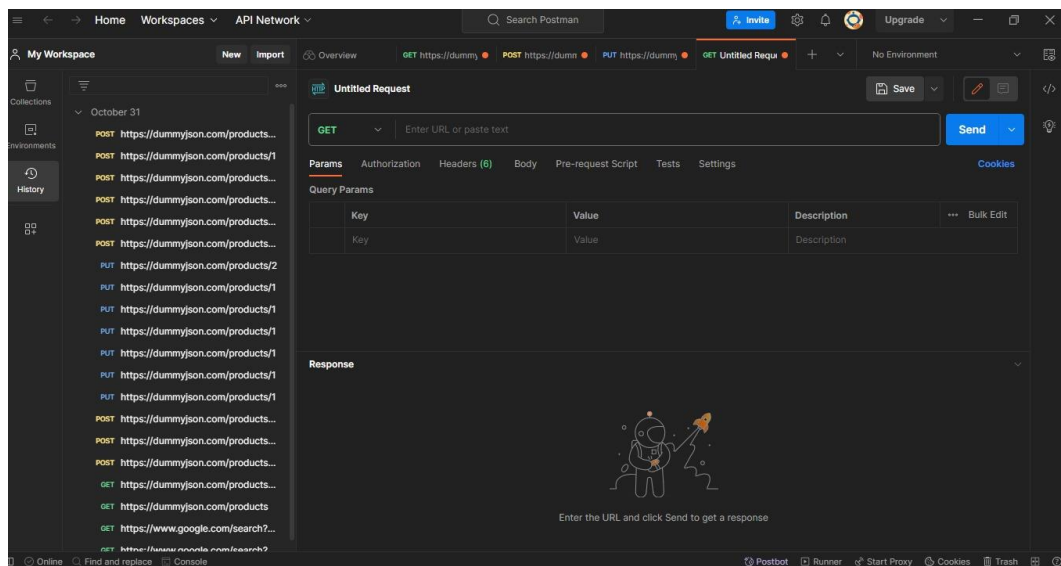 Home Workspaces API Network Search Postman Invite Upgrade
My Workspace New Import Overview GET https://dummy POST https://dumm PUT https://dummy GET Untitled Requ No Environment
Collections
Environments
History
October 31
POST https://dummyjson.com/products...
POST https://dummyjson.com/products/1
POST https://dummyjson.com/products...
POST https://dummyjson.com/products...
POST https://dummyjson.com/products...
POST https://dummyjson.com/products...
PUT https://dummyjson.com/products/2
PUT https://dummyjson.com/products/1
PUT https://dummyjson.com/products/1
PUT https://dummyjson.com/products/1
PUT https://dummyjson.com/products/1
PUT https://dummyjson.com/products/1
PUT https://dummyjson.com/products/1
POST https://dummyjson.com/products...
POST https://dummyjson.com/products...
POST https://dummyjson.com/products...
GET https://dummyjson.com/products...
GET https://dummyjson.com/products
GET https://www.google.com/search?...
GET https://www.google.com/search?
HTTP Untitled Request Save
GET Enter URL or paste text Send
Params Authorization Headers (6) Body Pre-request Script Tests Settings Cookies
Query Params
Key Value Description Bulk Edit
Key Value Description
Response
Enter the URL and click Send to get a response
Online Find and replace Console Postbot Runner Start Proxy Cookies Trash